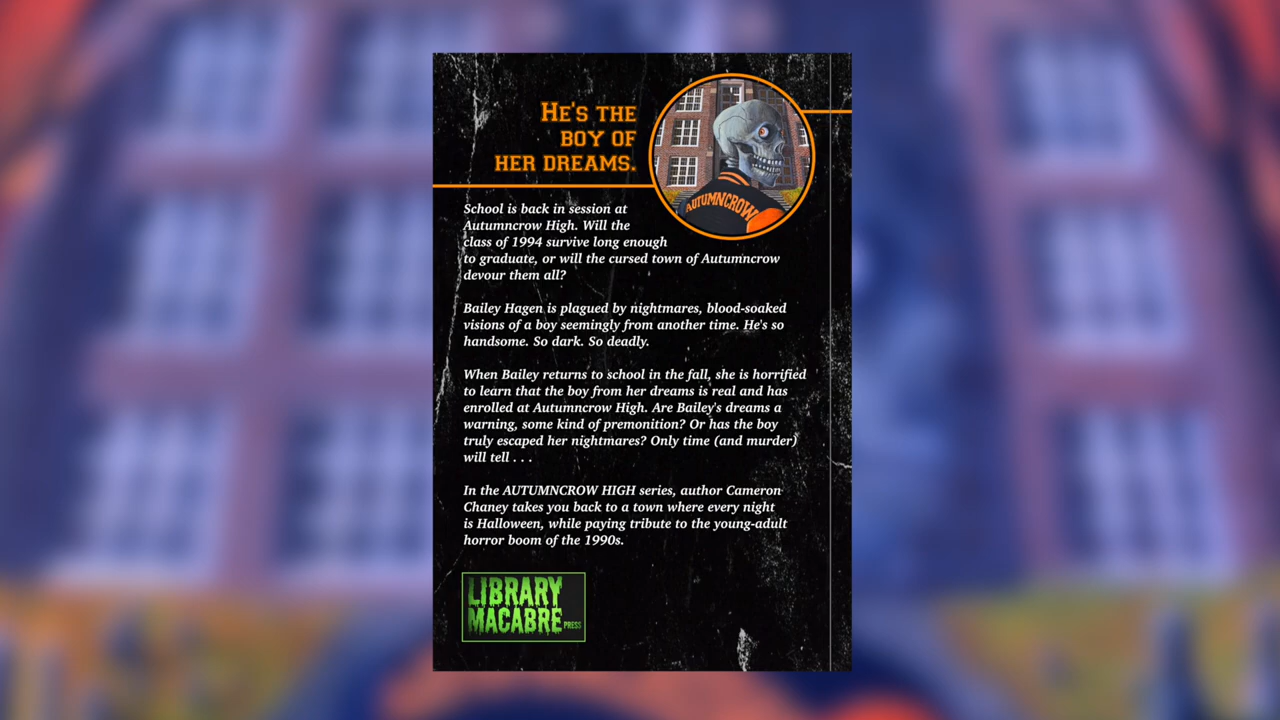 HE'S THE
BOY OF
HER DREAMS.
AUTUMNCROW
School is back in session at
Autumncrow High. Will the
class of 1994 survive long enough
to graduate, or will the cursed town of Autumncrow
devour them all?
Bailey Hagen is plagued by nightmares, blood-soaked
visions of a boy seemingly from another time. He's so
handsome. So dark. So deadly.
When Bailey returns to school in the fall, she is horrified
to learn that the boy from her dreams is real and has
enrolled at Autumncrow High. Are Bailey's dreams a
warning, some kind of premonition? Or has the boy
truly escaped her nightmares? Only time (and murder)
will tell . . .
In the AUTUMNCROW HIGH series, author Cameron
Chaney takes you back to a town where every night
is Halloween, while paying tribute to the young-adult
horror boom of the 1990s.
LIBRARY
MACABRE PRESS